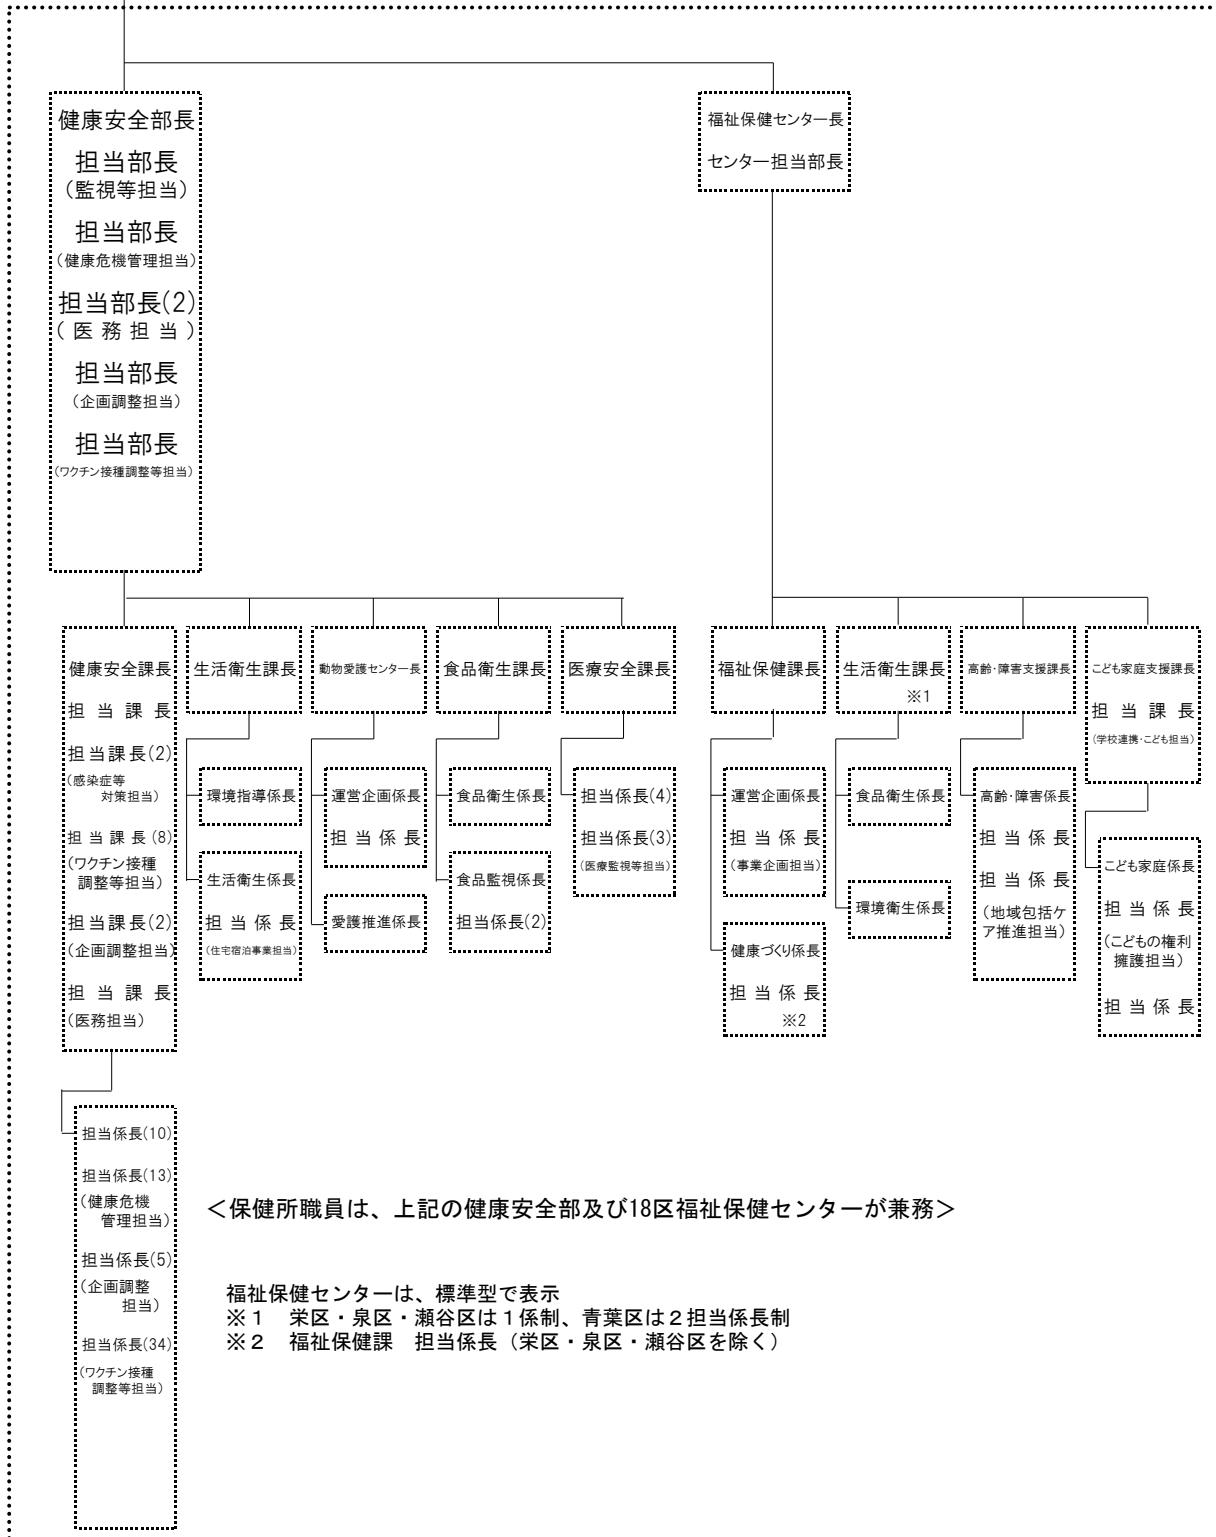 健康安全部長
担当部長
（監視等担当）
担当部長
（健康危機管理担当）
担当部長(2)
（医務担当）
担当部長
（企画調整担当）
担当部長
（ワクチン接種調整等担当）
福祉保健センター長
センター担当部長
健康安全課長
担当課長
担当課長(2)
（感染症等
対策担当）
担当課長(8)
（ワクチン接種
調整等担当）
担当課長(2)
（企画調整担当）
担当課長
（医務担当）
担当係長(10)
担当係長(13)
（健康危機
管理担当）
担当係長(5)
（企画調整
担当）
担当係長(34)
（ワクチン接種
調整等担当）
生活衛生課長
環境指導係長
生活衛生係長
担当係長
（住宅宿泊事業担当）
動物愛護センター長
運営企画係長
担当係長
愛護推進係長
食品衛生課長
食品衛生係長
食品監視係長
担当係長(2)
医療安全課長
担当係長(4)
担当係長(3)
（医療監視等担当）
福祉保健課長
運営企画係長
担当係長
（事業企画担当）
健康づくり係長
担当係長
※2
生活衛生課長
※1
食品衛生係長
環境衛生係長
高齢・障害支援課長
高齢・障害係長
担当係長
担当係長
（地域包括ケ
ア推進担当）
こども家庭支援課長
担当課長
（学校連携・こども担当）
こども家庭係長
担当係長
（こどもの権利
擁護担当）
担当係長
＜保健所職員は、上記の健康安全部及び18区福祉保健センターが兼務＞
福祉保健センターは、標準型で表示
※１　栄区・泉区・瀬谷区は１係制、青葉区は２担当係長制
※２　福祉保健課　担当係長（栄区・泉区・瀬谷区を除く）